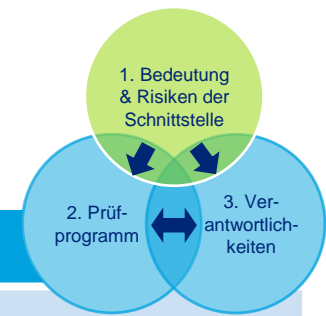 1. Bedeutung
& Risiken der
Schnittstelle
2. Prüf-
programm
3. Ver-
antwortlich-
keiten